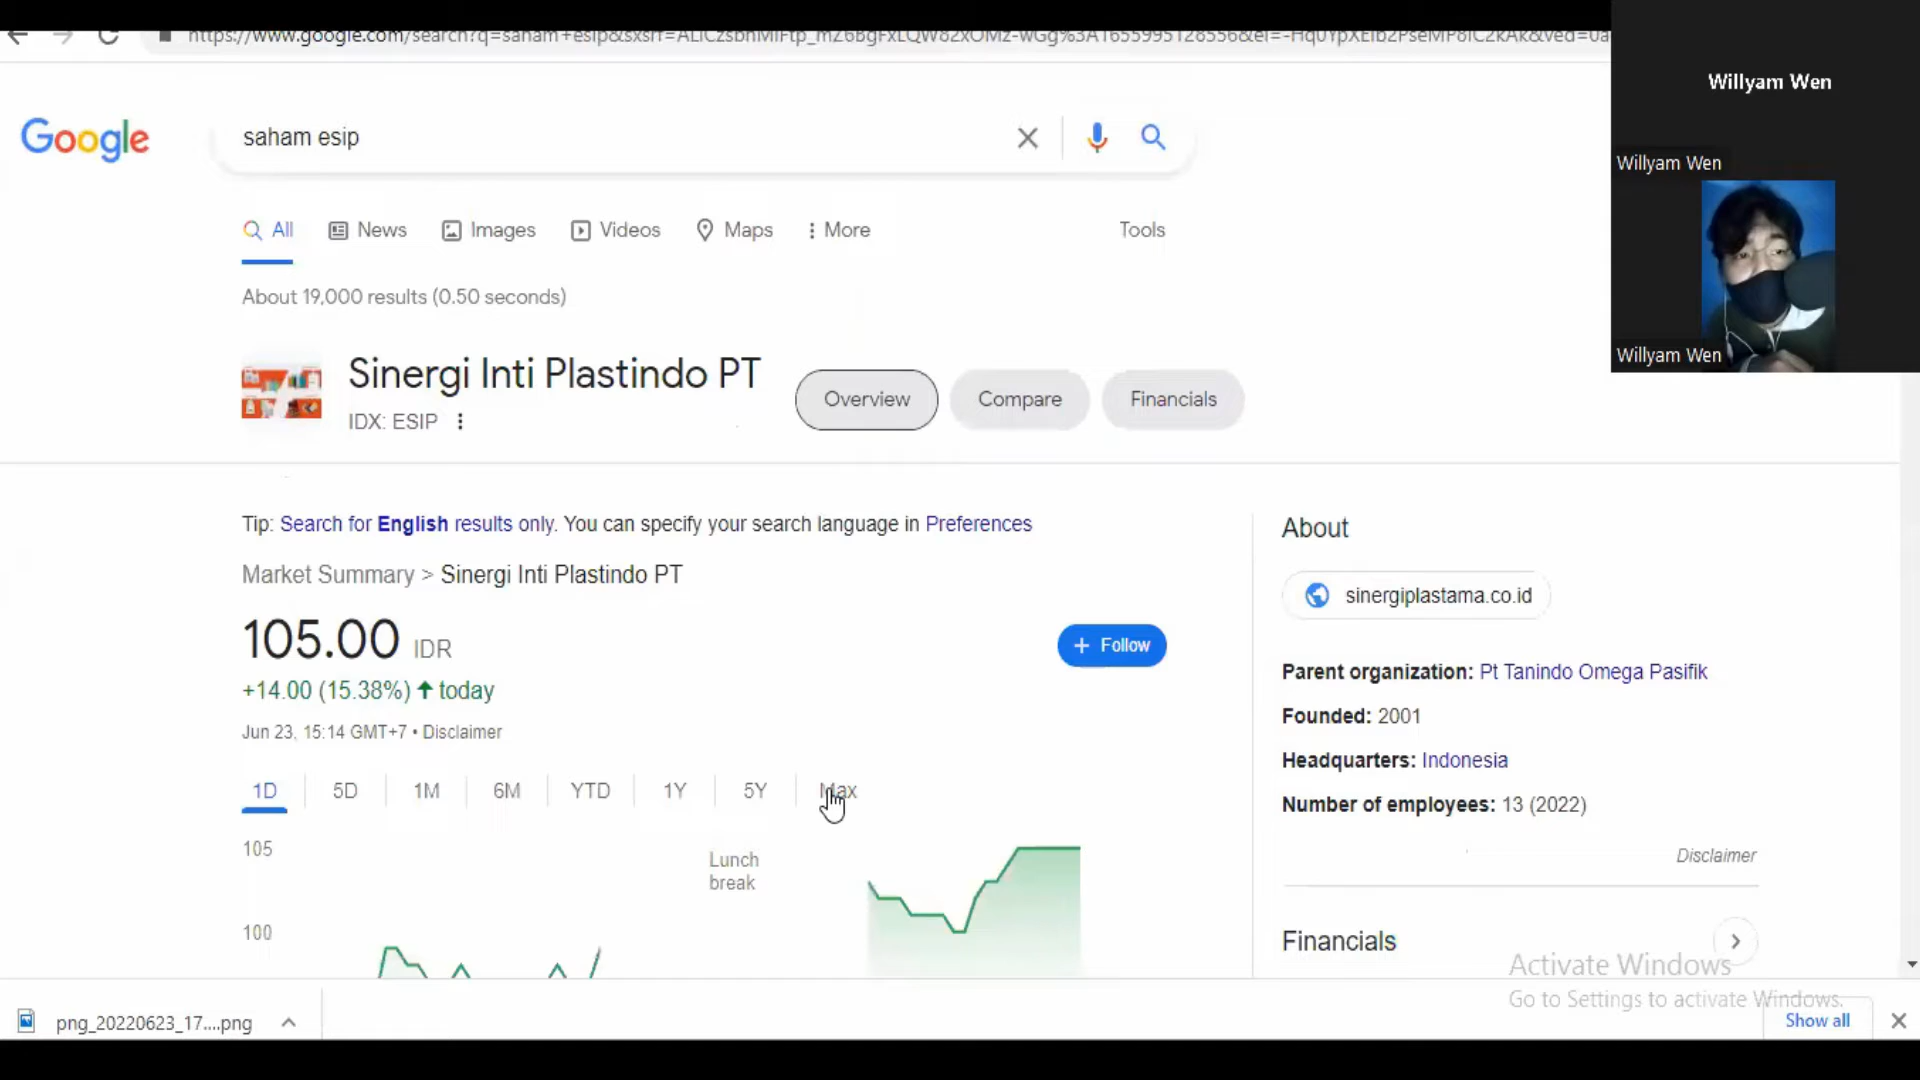 Willyam Wen
Google
saham esip
Willyam Wen
All
News
Images
Videos
Maps
More
Tools
About 19,000 results (0.50 seconds)
Sinergi Inti Plastindo PT
Overview
Compare
Financials
Willyam Wen
IDX: ESIP
Tip: Search for English results only. You can specify your search language in Preferences
About
Market Summary > Sinergi Inti Plastindo PT
sinergiplastama.co.id
105.00 IDR
+ Follow
+14.00 (15.38%) today
Parent organization: Pt Tanindo Omega Pasifik
Founded: 2001
Jun 23, 15:14 GMT+7 • Disclaimer
Headquarters: Indonesia
1D
5D
1M
6M
YTD
1Y
5Y
Max
Number of employees: 13 (2022)
105
Lunch
break
Disclaimer
100
Financials
Activate Windows
Go to Settings to activate Windows.
png_20220623_17....png
Show all